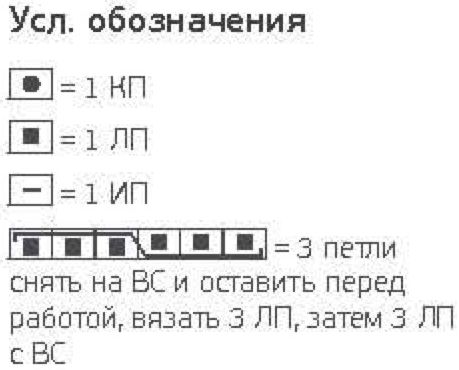 Усл. обозначения
= 1 КП
= 1 ЛП
= 1 ИП
= 3 петли
снять на ВС и оставить перед
работой, вязать 3 ЛП, затем 3 ЛП
с ВС